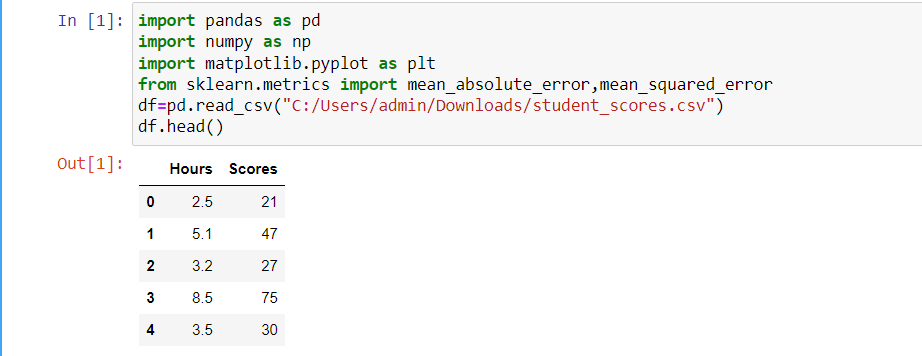 In [1]: import pandas as pd
import numpy as np
import matplotlib.pyplot as plt
from sklearn.metrics import mean_absolute_error,mean_squared_error
df=pd.read_csv("C:/Users/admin/Downloads/student_scores.csv")
df.head()
Out[1]:
Hours Scores
0 2.5 21
1 5.1 47
2 3.2 27
3 8.5 75
4 3.5 30